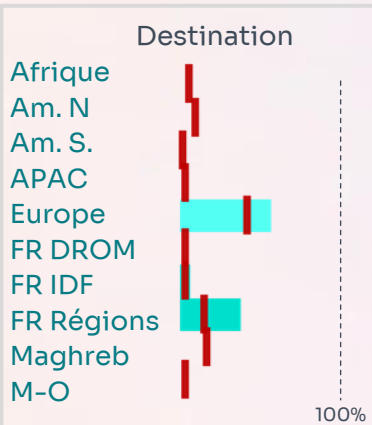 Destination
Afrique
Am. N
Am. S.
APAC
Europe
FR DROM
FR IDF
FR Régions
Maghreb
M-O
100%